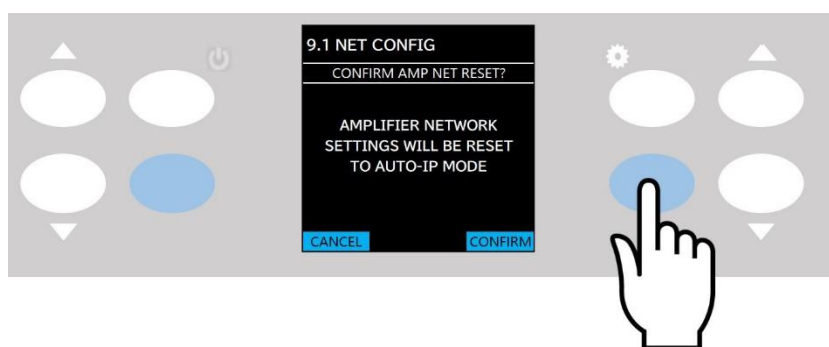 9.1 NET CONFIG
CONFIRM AMP NET RESET?
AMPLIFIER NETWORK
SETTINGS WILL BE RESET
TO AUTO-IP MODE
CANCEL CONFIRM